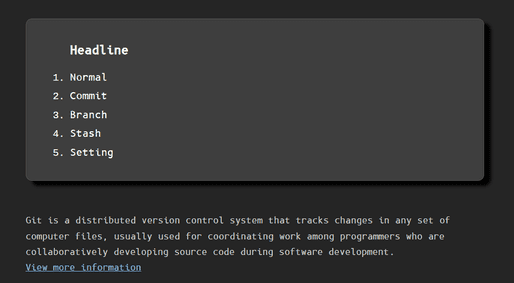 Headline
1. Normal
2. Commit
3. Branch
4. Stash
5. Setting
Git is a distributed version control system that tracks changes in any set of
computer files, usually used for coordinating work among programmers who are
collaboratively developing source code during software development.
View more information